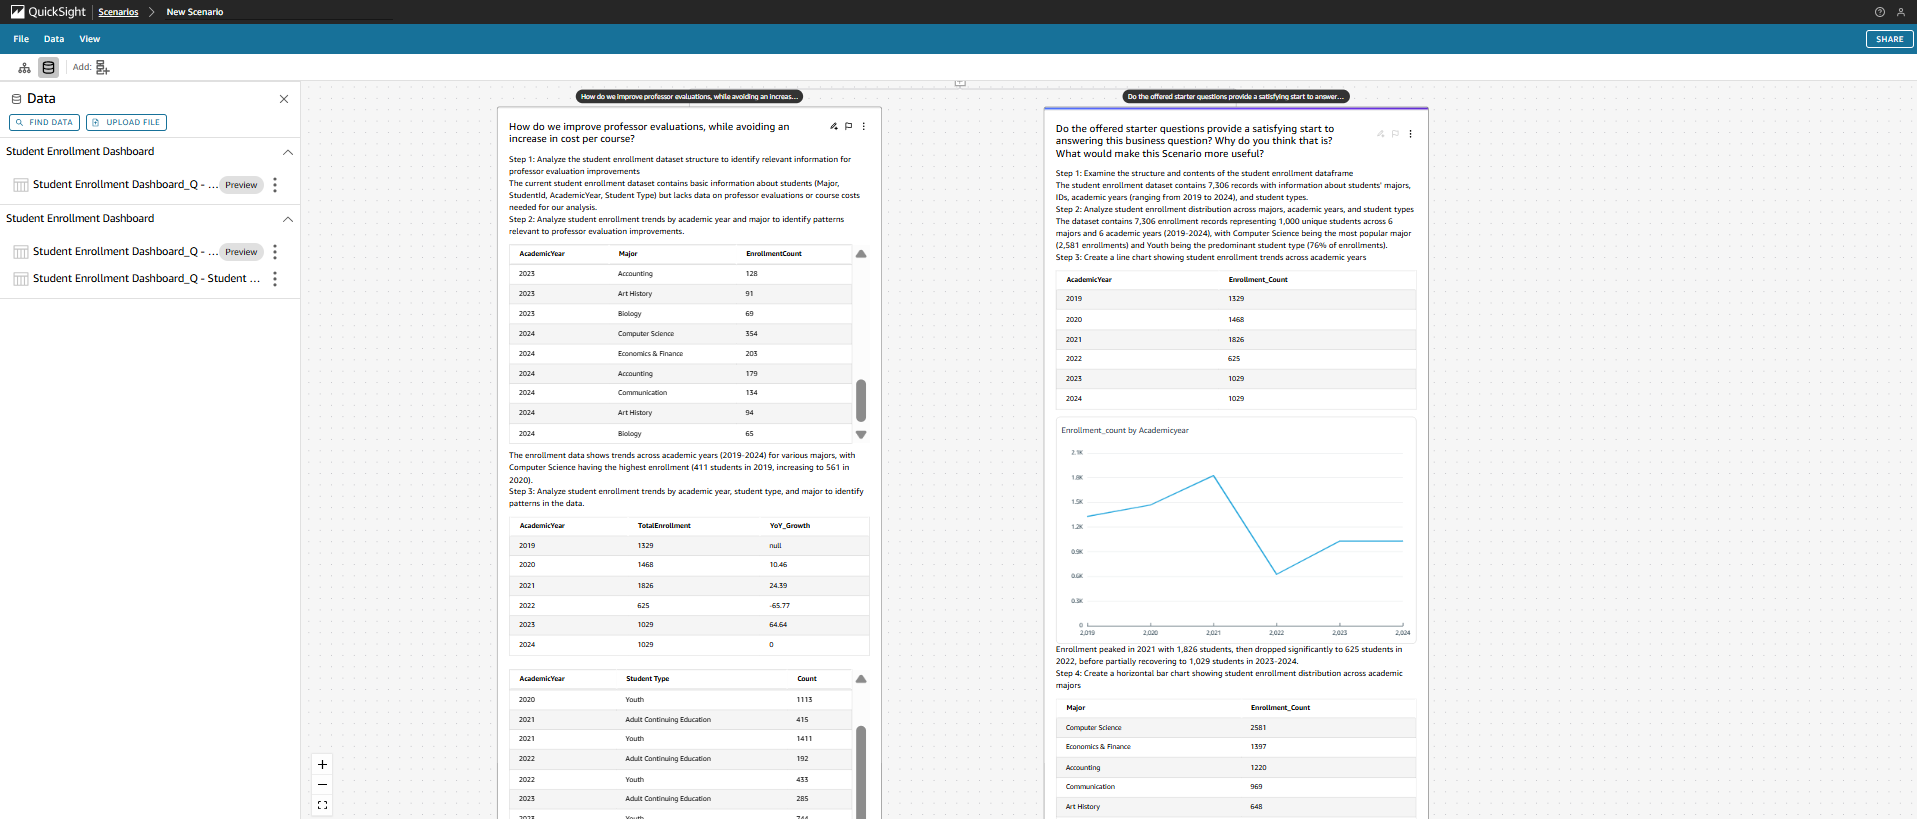 QuickSight
Scenarios
New Scenario
File
Data
View
SHARE
Add:
Data
FIND DATA
UPLOAD FILE
Student Enrollment Dashboard
Student Enrollment Dashboard_Q - ...
Preview
Student Enrollment Dashboard
Student Enrollment Dashboard_Q - ...
Preview
Student Enrollment Dashboard_Q - Student ...
How do we improve professor evaluations, while avoiding an increas...
How do we improve professor evaluations, while avoiding an
increase in cost per course?
Step 1: Analyze the student enrollment dataset structure to identify relevant information for
professor evaluation improvements
The current student enrollment dataset contains basic information about students (Major,
StudentId, AcademicYear, Student Type) but lacks data on professor evaluations or course costs
needed for our analysis.
Step 2: Analyze student enrollment trends by academic year and major to identify patterns
relevant to professor evaluation improvements.
AcademicYear Major EnrollmentCount
2023 Accounting 128
2023 Art History 91
2023 Biology 69
2024 Computer Science 354
2024 Economics & Finance 203
2024 Accounting 179
2024 Communication 134
2024 Art History 94
2024 Biology 65
The enrollment data shows trends across academic years (2019-2024) for various majors, with
Computer Science having the highest enrollment (411 students in 2019, increasing to 561 in
2020).
Step 3: Analyze student enrollment trends by academic year, student type, and major to identify
patterns in the data.
AcademicYear TotalEnrollment YoY_Growth
2019 1329 null
2020 1468 10.46
2021 1826 24.39
2022 625 -65.77
2023 1029 64.64
2024 1029 0
AcademicYear Student Type Count
2020 Youth 1113
2021 Adult Continuing Education 415
2021 Youth 1411
2022 Adult Continuing Education 192
2022 Youth 433
2023 Adult Continuing Education 285
2023 Youth 744
Do the offered starter questions provide a satisfying start to answer...
Do the offered starter questions provide a satisfying start to
answering this business question? Why do you think that is?
What would make this Scenario more useful?
Step 1: Examine the structure and contents of the student enrollment dataframe
The student enrollment dataset contains 7,306 records with information about students' majors,
IDs, academic years (ranging from 2019 to 2024), and student types.
Step 2: Analyze student enrollment distribution across majors, academic years, and student types
The dataset contains 7,306 enrollment records representing 1,000 unique students across 6
majors and 6 academic years (2019-2024), with Computer Science being the most popular major
(2,581 enrollments) and Youth being the predominant student type (76% of enrollments).
Step 3: Create a line chart showing student enrollment trends across academic years
AcademicYear Enrollment_Count
2019 1329
2020 1468
2021 1826
2022 625
2023 1029
2024 1029
Enrollment_count by Academicyear
2.1K
1.8K
1.5K
1.2K
0.9K
0.6K
0.3K
0
2,019 2,020 2,021 2,022 2,023 2,024
Enrollment peaked in 2021 with 1,826 students, then dropped significantly to 625 students in
2022, before partially recovering to 1,029 students in 2023-2024.
Step 4: Create a horizontal bar chart showing student enrollment distribution across academic
majors
Major Enrollment_Count
Computer Science 2581
Economics & Finance 1397
Accounting 1220
Communication 969
Art History 648